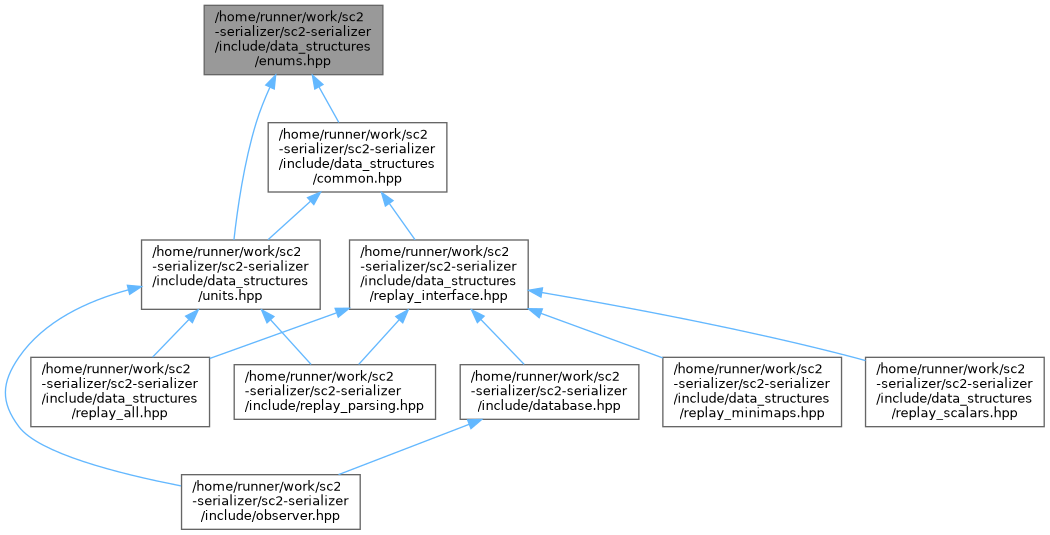 /home/runner/work/sc2
-serializer/sc2-serializer
/include/data_structures
/enums.hpp
/home/runner/work/sc2
-serializer/sc2-serializer
/include/data_structures
/common.hpp
/home/runner/work/sc2
-serializer/sc2-serializer
/include/data_structures
/units.hpp
/home/runner/work/sc2
-serializer/sc2-serializer
/include/data_structures
/replay_interface.hpp
/home/runner/work/sc2
-serializer/sc2-serializer
/include/data_structures
/replay_all.hpp
/home/runner/work/sc2
-serializer/sc2-serializer
/include/replay_parsing.hpp
/home/runner/work/sc2
-serializer/sc2-serializer
/include/database.hpp
/home/runner/work/sc2
-serializer/sc2-serializer
/include/data_structures
/replay_minimaps.hpp
/home/runner/work/sc2
-serializer/sc2-serializer
/include/data_structures
/replay_scalars.hpp
/home/runner/work/sc2
-serializer/sc2-serializer
/include/observer.hpp